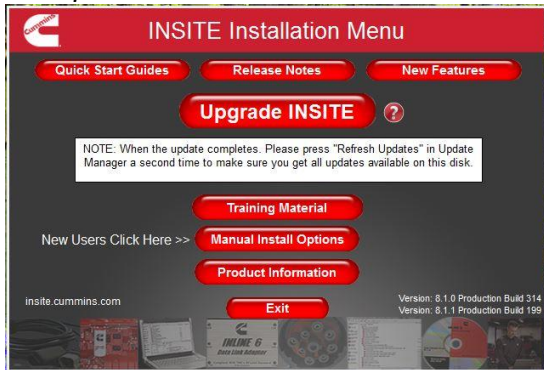 Cummins
INSITE Installation Menu
Quick Start Guides
Release Notes
New Features
Upgrade INSITE
?
NOTE: When the update completes. Please press "Refresh Updates" in Update
Manager a second time to make sure you get all updates available on this disk.
Training Material
New Users Click Here >>
Manual Install Options
Product Information
insite.cummins.com
Exit
Version: 8.1.0 Production Build 314
Version: 8.1.1 Production Build 199
INLINE 6
Data Link Adapter